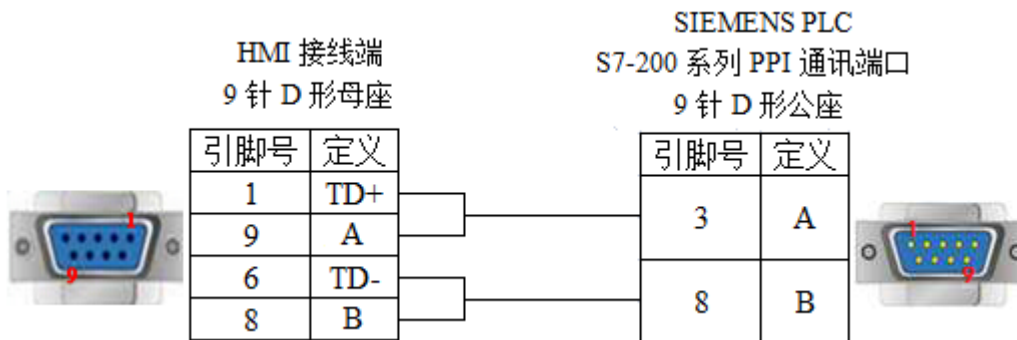 SIEMENS PLC
HMI 接线端
S7-200 系列 PPI 通讯端口
9 针 D 形母座
9 针 D 形公座
引脚号 定义
1 TD+
9 A
6 TD-
8 B
引脚号 定义
3 A
8 B
1
9
1
9